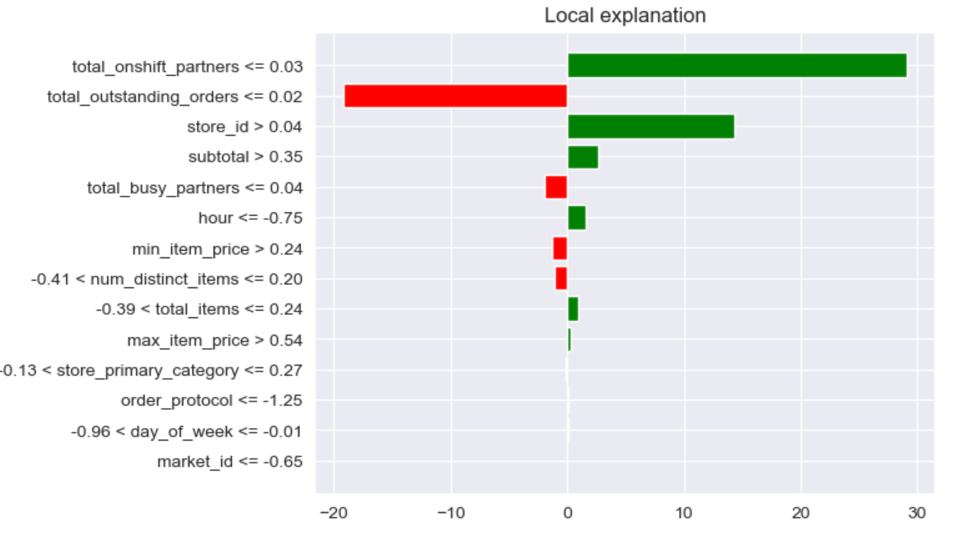 Local explanation
total_onshift_partners <= 0.03
total_outstanding_orders <= 0.02
store_id > 0.04
subtotal > 0.35
total_busy_partners <= 0.04
hour <= -0.75
min_item_price > 0.24
-0.41 < num_distinct_items <= 0.20
-0.39 < total_items <= 0.24
max_item_price > 0.54
-0.13 < store_primary_category <= 0.27
order_protocol <= -1.25
-0.96 < day_of_week <= -0.01
market_id <= -0.65
−20 −10 0 10 20 30